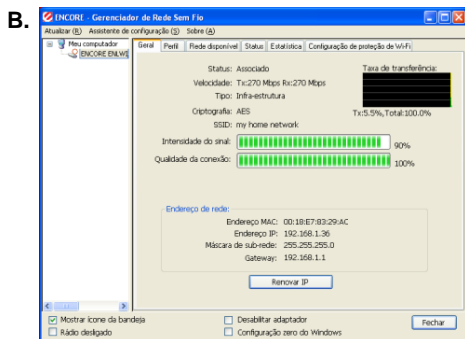 B.
ENCORE - Gerenciador de Rede Sem Fio
Atualizar (R) Assistente de configuração (S) Sobre (A)
Meu computador
ENCORE ENLWI
Geral Perfil Rede disponível Status Estatística Configuração de proteção de Wi-Fi
Status: Associado
Taxa de transferência:
Velocidade: Tx:270 Mbps Rx:270 Mbps
Tipo: Infra-estrutura
Criptografia: AES
Tx:5.5%,Total:100.0%
SSID: my home network
Intensidade do sinal: 90%
Qualidade da conexão: 100%
Endereço de rede:
Endereço MAC: 00:18:E7:B3:29:AC
Endereço IP: 192.168.1.36
Máscara de sub-rede: 255.255.255.0
Gateway: 192.168.1.1
Renovar IP
Mostrar ícone da bandeja
Desabilitar adaptador
Fechar
Rádio desligado
Configuração zero do Windows